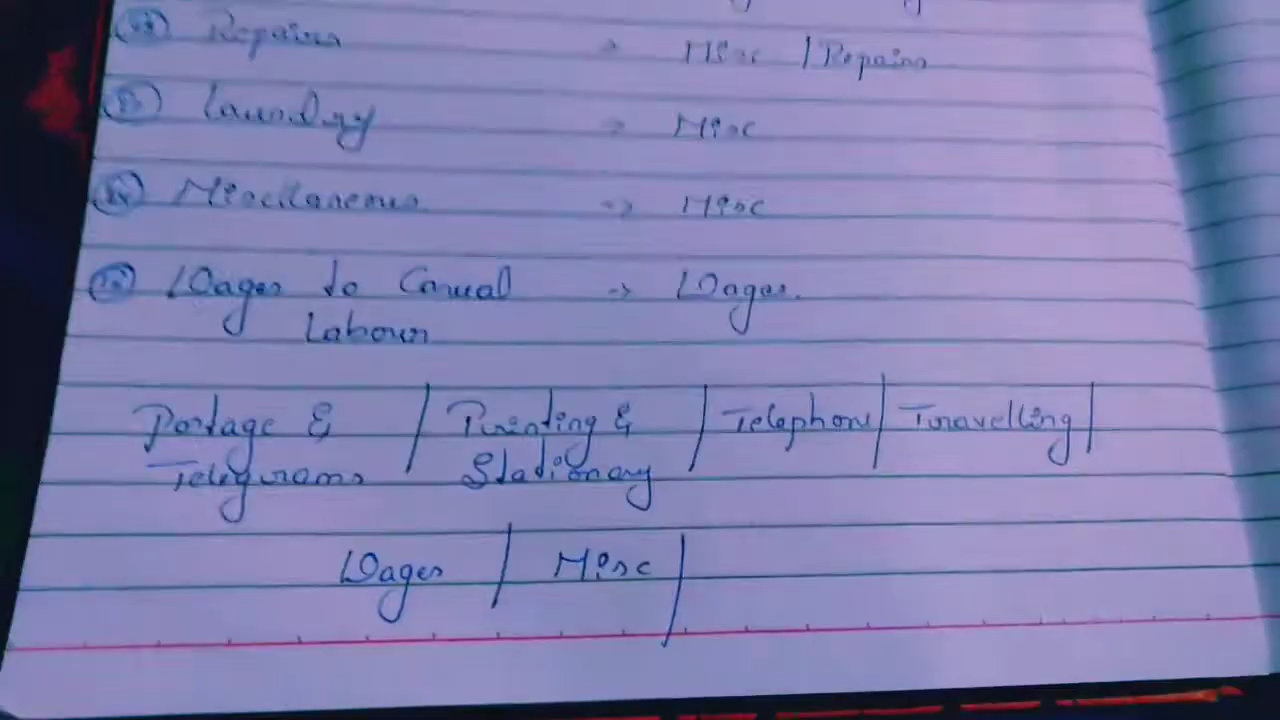 Repairs → Misc / Repairs
Laundry → Misc
Miscilaneous → Misc
Wages to Casual → Wages.
Labour
Postage & | Printing & | Telephone | Travelling |
Telegrams Stationary
Wages | Misc |